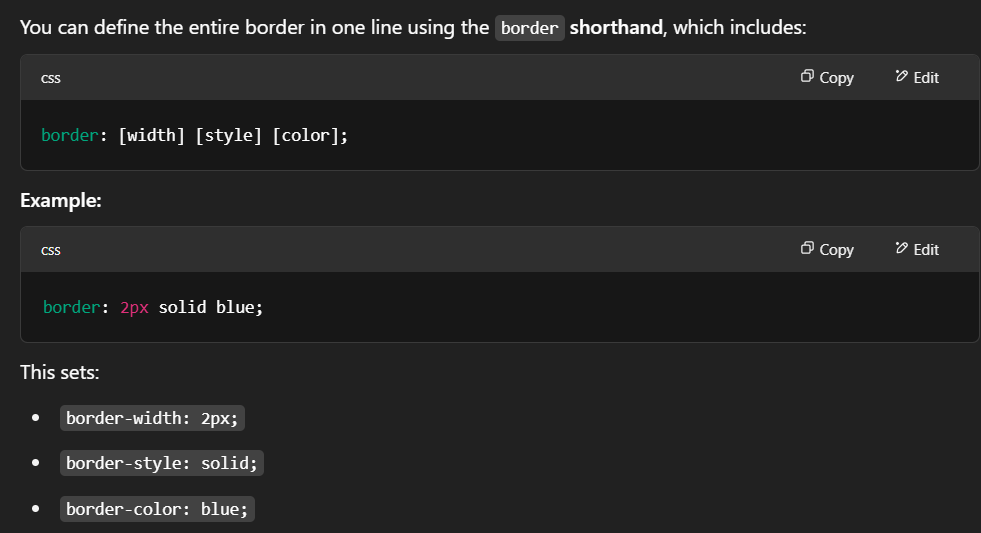 You can define the entire border in one line using the border shorthand, which includes:
css Copy Edit
border: [width] [style] [color];
Example:
css Copy Edit
border: 2px solid blue;
This sets:
• border-width: 2px;
• border-style: solid;
• border-color: blue;